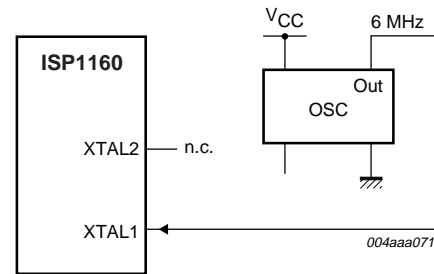 VCC
6 MHz
ISP1160
Out
OSC
XTAL2
n.c.
XTAL1
004aaa071